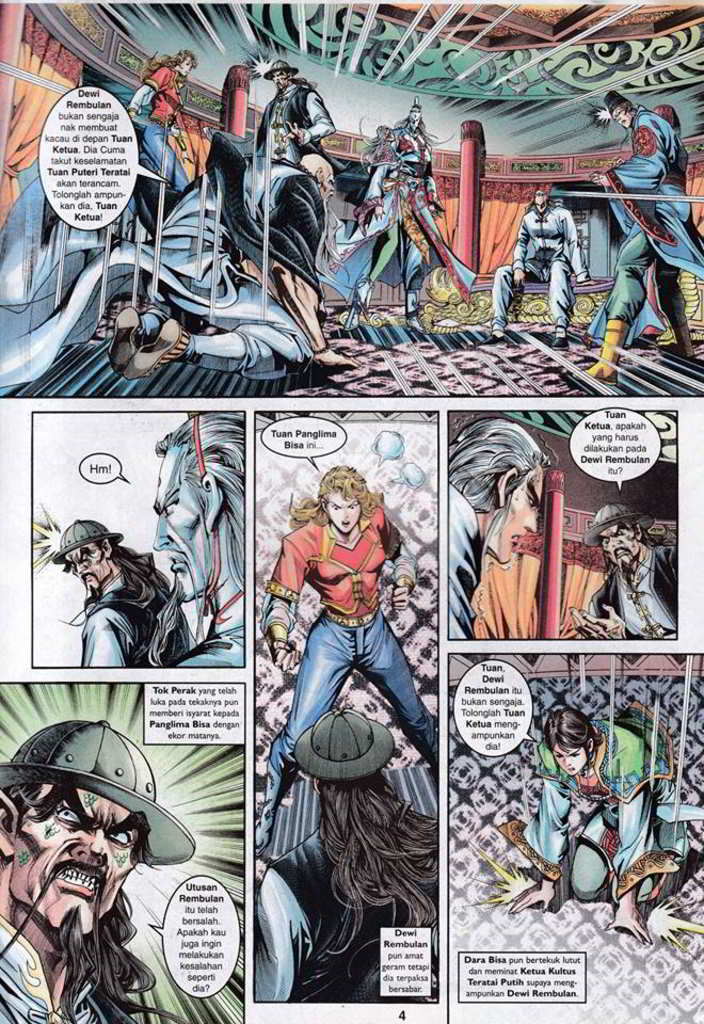 Dewi
Rembulan
bukan sengaja
nak membuat
kacau di depan Tuan
Ketua. Dia Cuma
takut keselamatan
Tuan Puteri Teratai
akan terancam.
Tolonglah ampun-
kan dia, Tuan
Ketua!
Hm!
Tuan Panglima
Bisa ini...
Tuan
Ketua, apakah
yang harus
dilakukan pada
Dewi Rembulan
itu?
Tok Perak yang telah
luka pada tekaknya pun
memberi isyarat kepada
Panglima Bisa dengan
ekor matanya.
Utusan
Rembulan
itu telah
bersalah.
Apakah kau
juga ingin
melakukan
kesalahan
seperti
dia?
Dewi
Rembulan
pun amat
geram tetapi
dia terpaksa
bersabar.
Tuan,
Dewi
Rembulan itu
bukan sengaja.
Tolonglah Tuan
Ketua meng-
ampunkan
dia!
Dara Bisa pun bertekuk lutut
dan meminat Ketua Kultus
Teratai Putih supaya meng-
ampunkan Dewi Rembulan.
4